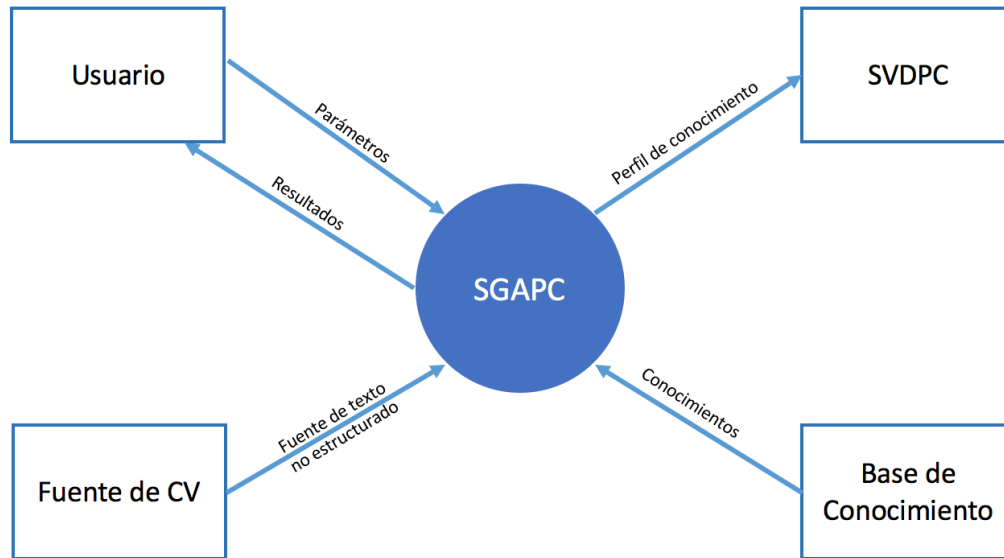 Usuario
SVDPC
Parámetros
Perfil de conocimiento
Resultados
SGAPC
Fuente de texto
no estructurado
Conocimientos
Fuente de CV
Base de
Conocimiento